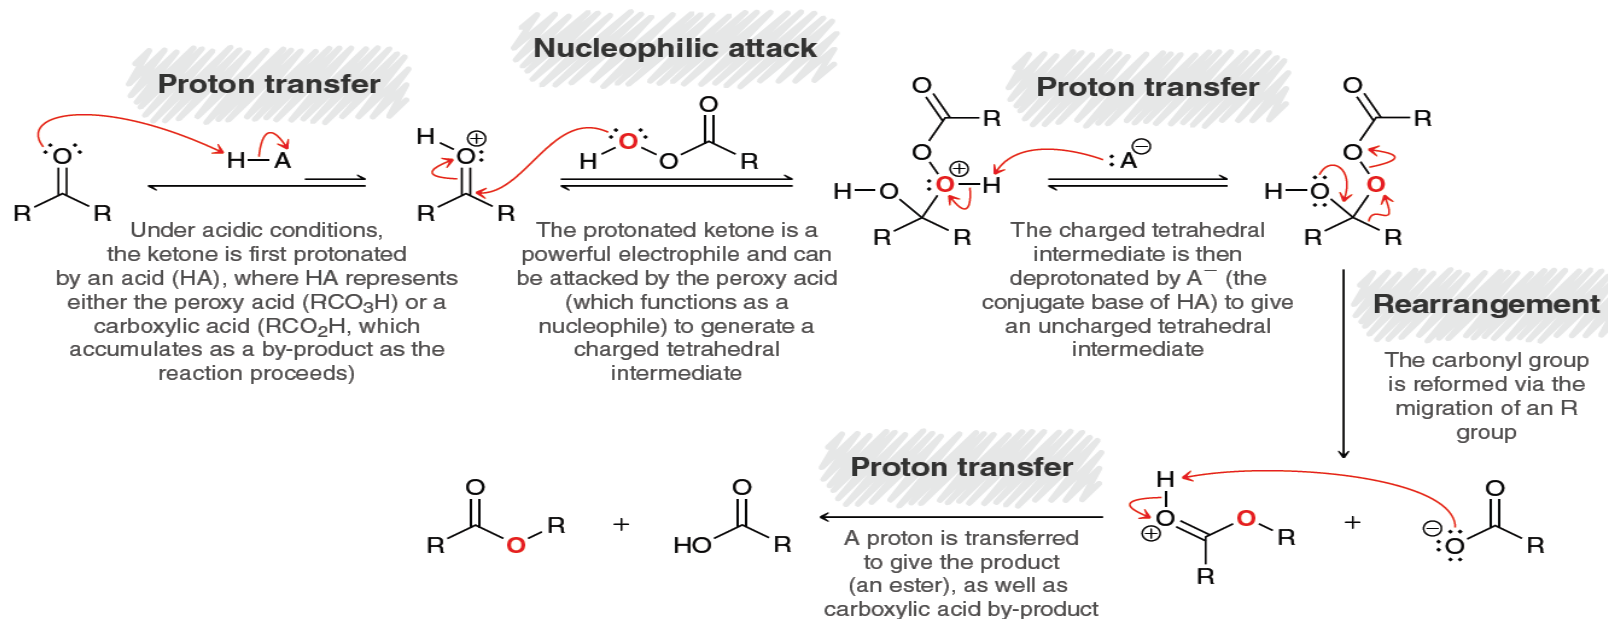 Proton transfer
H
A
O
R
R
Under acidic conditions,
the ketone is first protonated
by an acid (HA), where HA represents
either the peroxy acid (RCO₃H) or a
carboxylic acid (RCO₂H, which
accumulates as a by-product as the
reaction proceeds)
Nucleophilic attack
H
O
⊕
R
R
O
H
O
O
R
The protonated ketone is a
powerful electrophile and can
be attacked by the peroxy acid
(which functions as a
nucleophile) to generate a
charged tetrahedral
intermediate
Proton transfer
O
R
O
⊕
H
O
O
H
R
R
:A⊖
The charged tetrahedral
intermediate is then
deprotonated by A⁻ (the
conjugate base of HA) to give
an uncharged tetrahedral
intermediate
O
R
O
H
O
O
R
R
Rearrangement
The carbonyl group
is reformed via the
migration of an R
group
H
O
⊕
O
R
R
+
O
⊖
O
R
Proton transfer
A proton is transferred
to give the product
(an ester), as well as
carboxylic acid by-product
O
R
O
R
+
O
HO
R